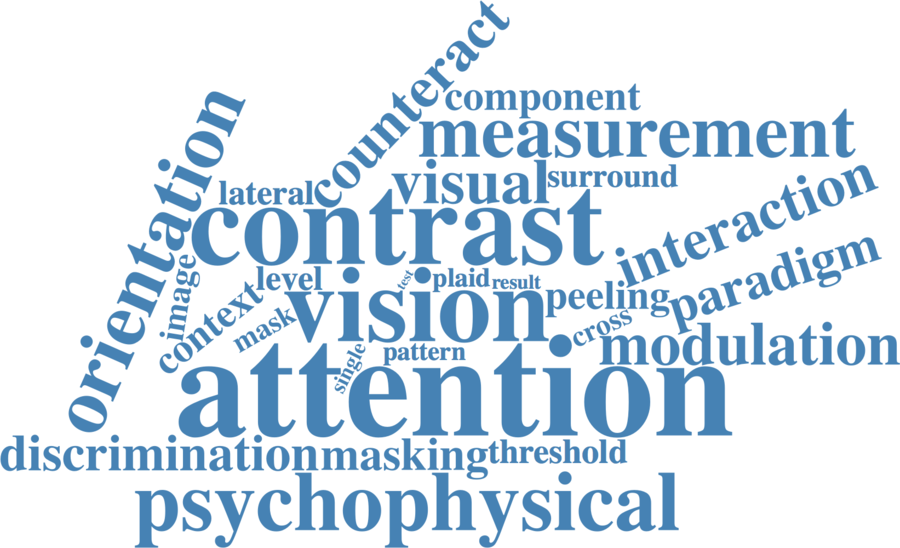 counteract
component
orientation
measurement
lateral
visual
surround
contrast
interaction
image
level
test
plaid
result
paradigm
context
vision
peeling
mask
cross
single
pattern
modulation
attention
discrimination
masking
threshold
psychophysical